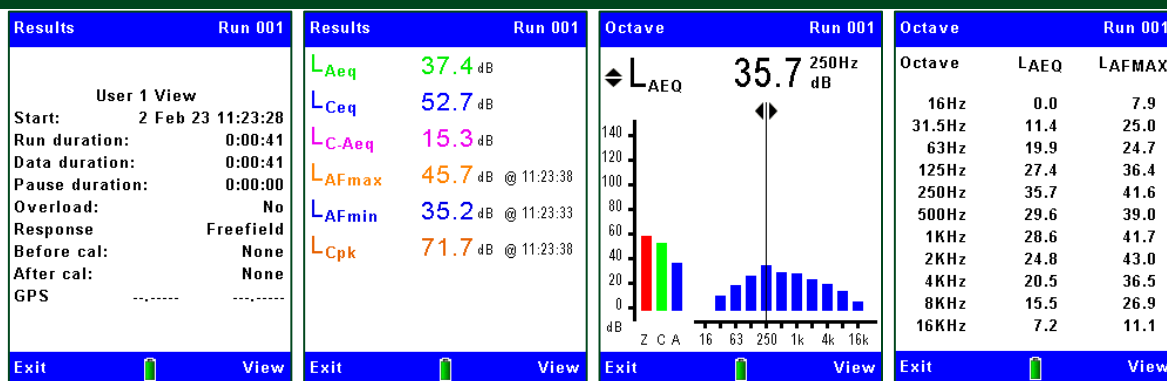 Results Run 001
User 1 View
Start: 2 Feb 23 11:23:28
Run duration: 0:00:41
Data duration: 0:00:41
Pause duration: 0:00:00
Overload: No
Response Freefield
Before cal: None
After cal: None
GPS --.----- ---.-----
Exit View
Results Run 001
LAeq 37.4 dB
LCeq 52.7 dB
LC-Aeq 15.3 dB
LAFmax 45.7 dB @ 11:23:38
LAFmin 35.2 dB @ 11:23:33
LCpk 71.7 dB @ 11:23:38
Exit View
Octave Run 001
LAEQ 35.7 250Hz dB
140
120
100
80
60
40
20
0
dB
Z C A 16 63 250 1k 4k 16k
Exit View
Octave Run 001
Octave LAEQ LAFMAX
16Hz 0.0 7.9
31.5Hz 11.4 25.0
63Hz 19.9 24.7
125Hz 27.4 36.4
250Hz 35.7 41.6
500Hz 29.6 39.0
1KHz 28.6 41.7
2KHz 24.8 43.0
4KHz 20.5 36.5
8KHz 15.5 26.9
16KHz 7.2 11.1
Exit View